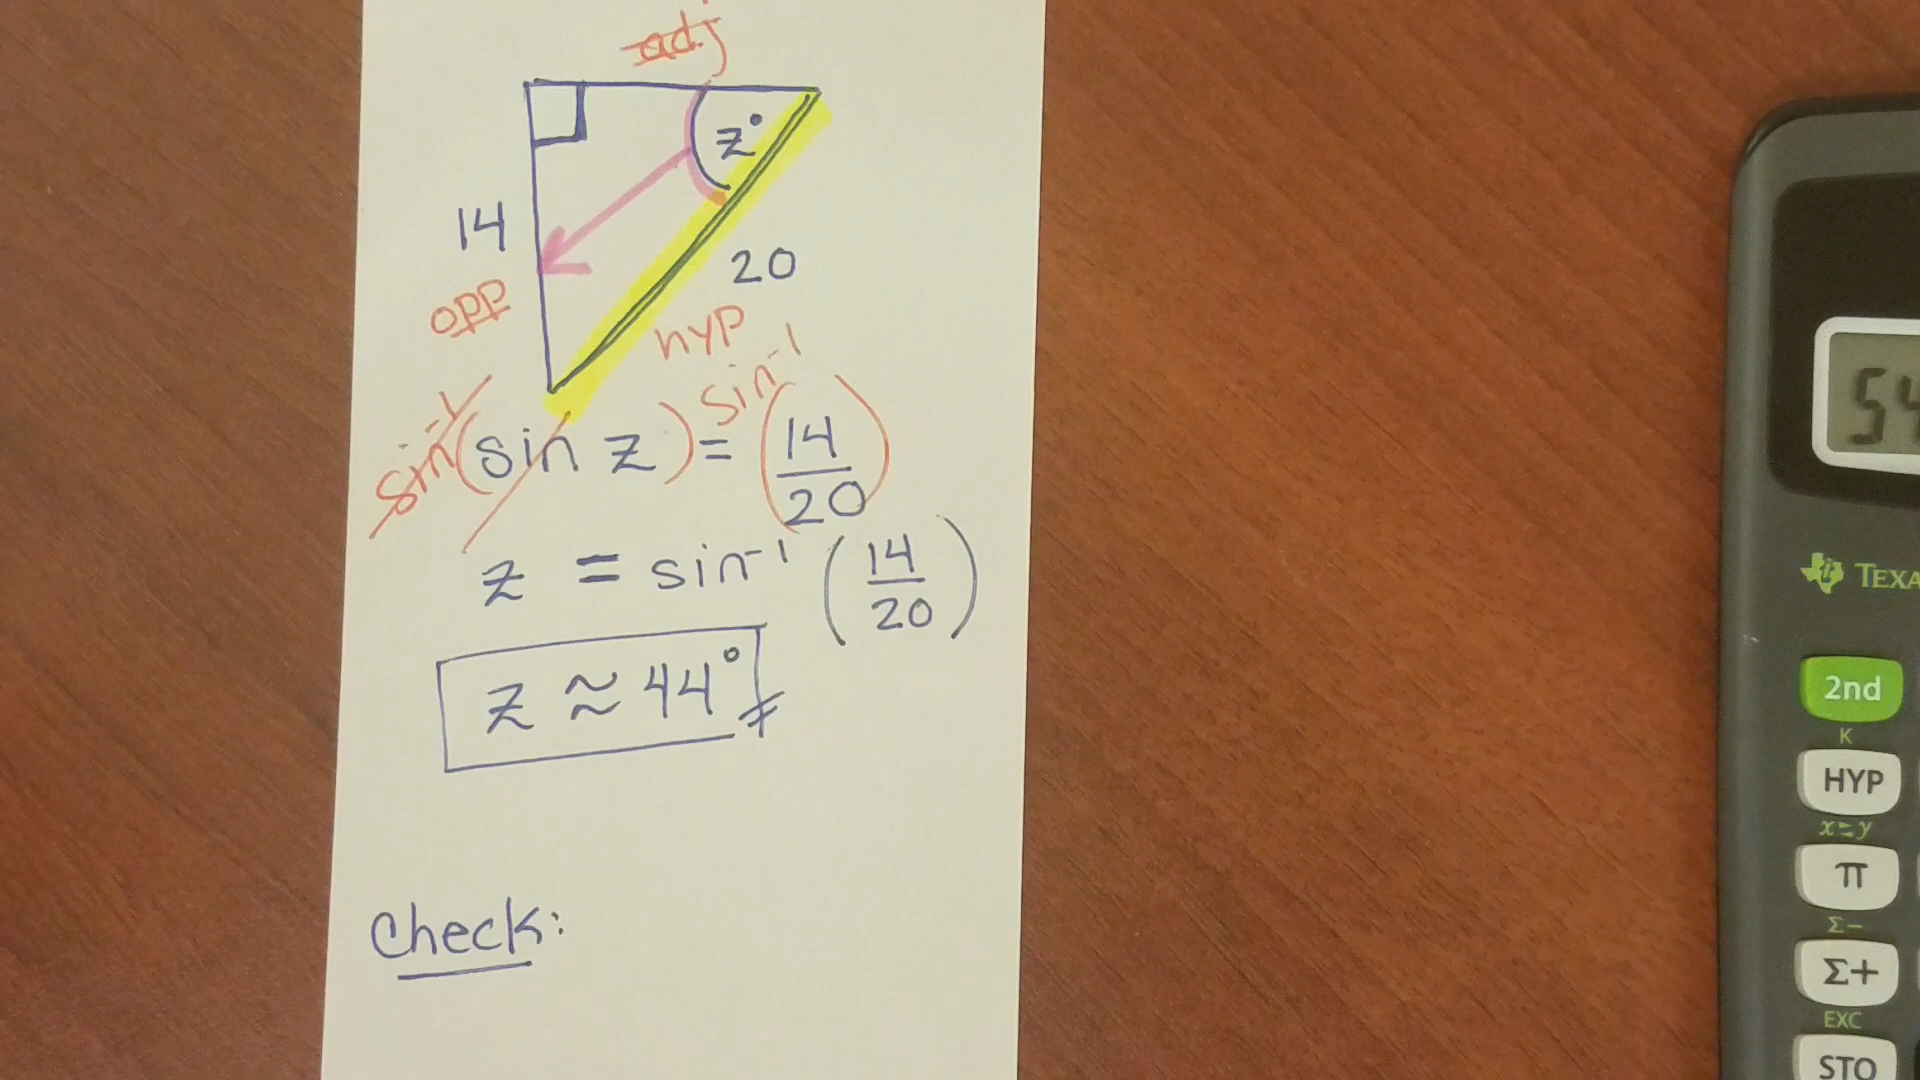 adj
z°
14
20
opp
hyp
sin⁻¹(sin z) = sin⁻¹(14/20)
z = sin⁻¹(14/20)
z ≈ 44°
Check:
54
TEXA
2nd
K
HYP
x⇄y
π
Σ-
Σ+
EXC
STO